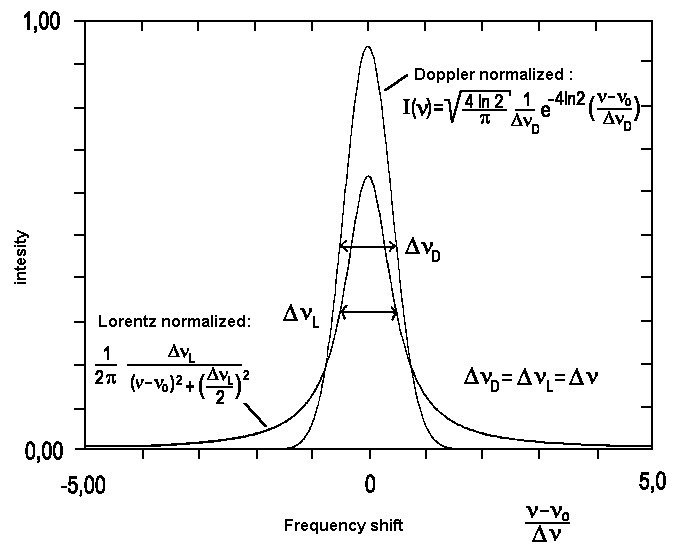 1,00
Doppler normalized :
I(ν)=√(4 ln 2/π) 1/Δν_D e^-4ln2 ((ν-ν₀)/Δν_D)
intesity
Δν_D
Δν_L
Lorentz normalized:
1/2π Δν_L/((ν-ν₀)²+(Δν_L/2)²)
Δν_D=Δν_L=Δν
0,00
-5,00 0 5,0
Frequency shift
(ν-ν₀)/Δν